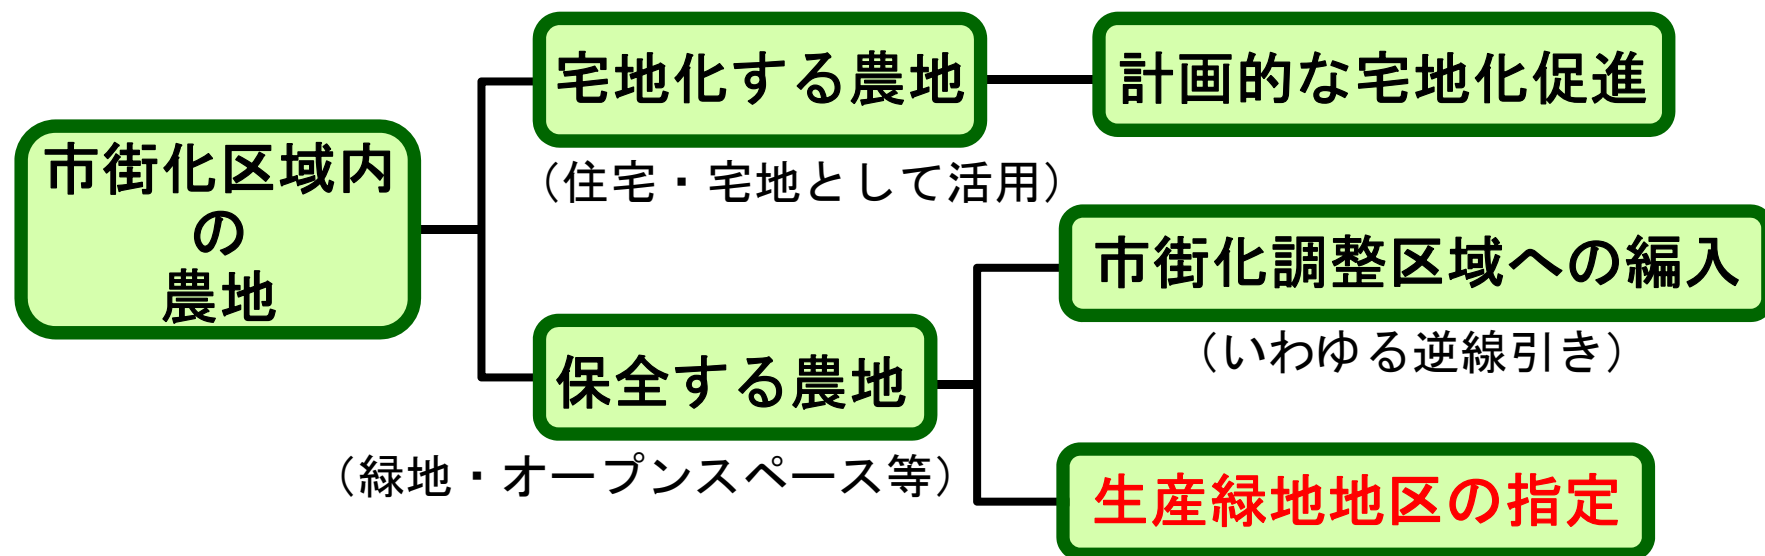 市街化区域内
の
農地
宅地化する農地
（住宅・宅地として活用）
計画的な宅地化促進
保全する農地
（緑地・オープンスペース等）
市街化調整区域への編入
（いわゆる逆線引き）
生産緑地地区の指定